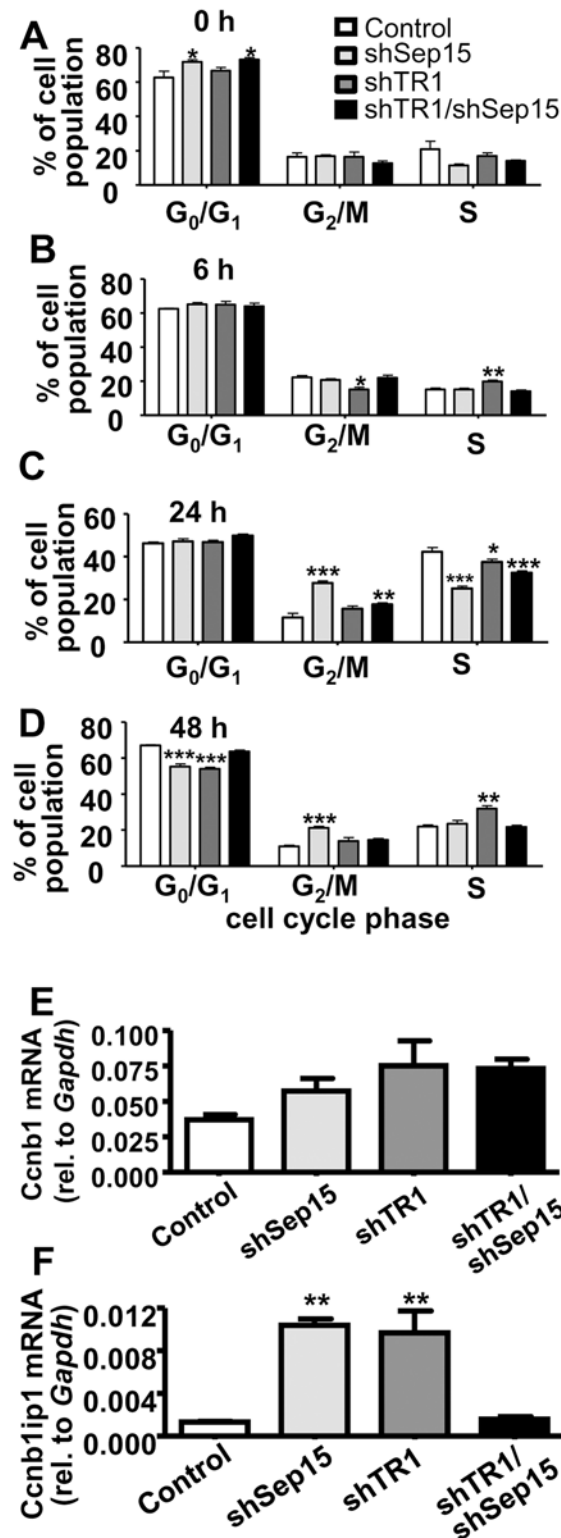 A
0 h
Control
shSep15
shTR1
shTR1/shSep15
% of cell
population
80
60
40
20
0
*
*
G₀/G₁
G₂/M
S
B
6 h
% of cell
population
80
60
40
20
0
*
**
G₀/G₁
G₂/M
S
C
24 h
% of cell
population
60
40
20
0
***
**
***
*
***
G₀/G₁
G₂/M
S
D
48 h
% of cell
population
80
60
40
20
0
***
***
***
**
G₀/G₁
G₂/M
S
cell cycle phase
E
Ccnb1 mRNA
(rel. to Gapdh)
0.100
0.075
0.050
0.025
0.000
Control
shSep15
shTR1
shTR1/
shSep15
F
Ccnb1ip1 mRNA
(rel. to Gapdh)
0.012
0.008
0.004
0.000
**
**
Control
shSep15
shTR1
shTR1/
shSep15